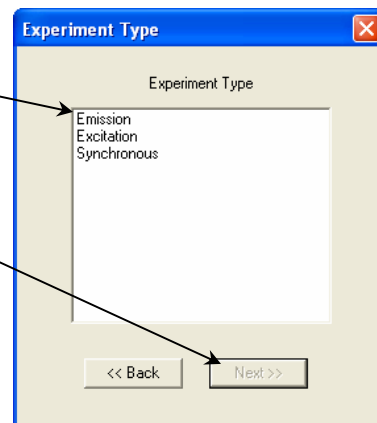 Experiment Type
Experiment Type
Emission
Excitation
Synchronous
<< Back
Next >>